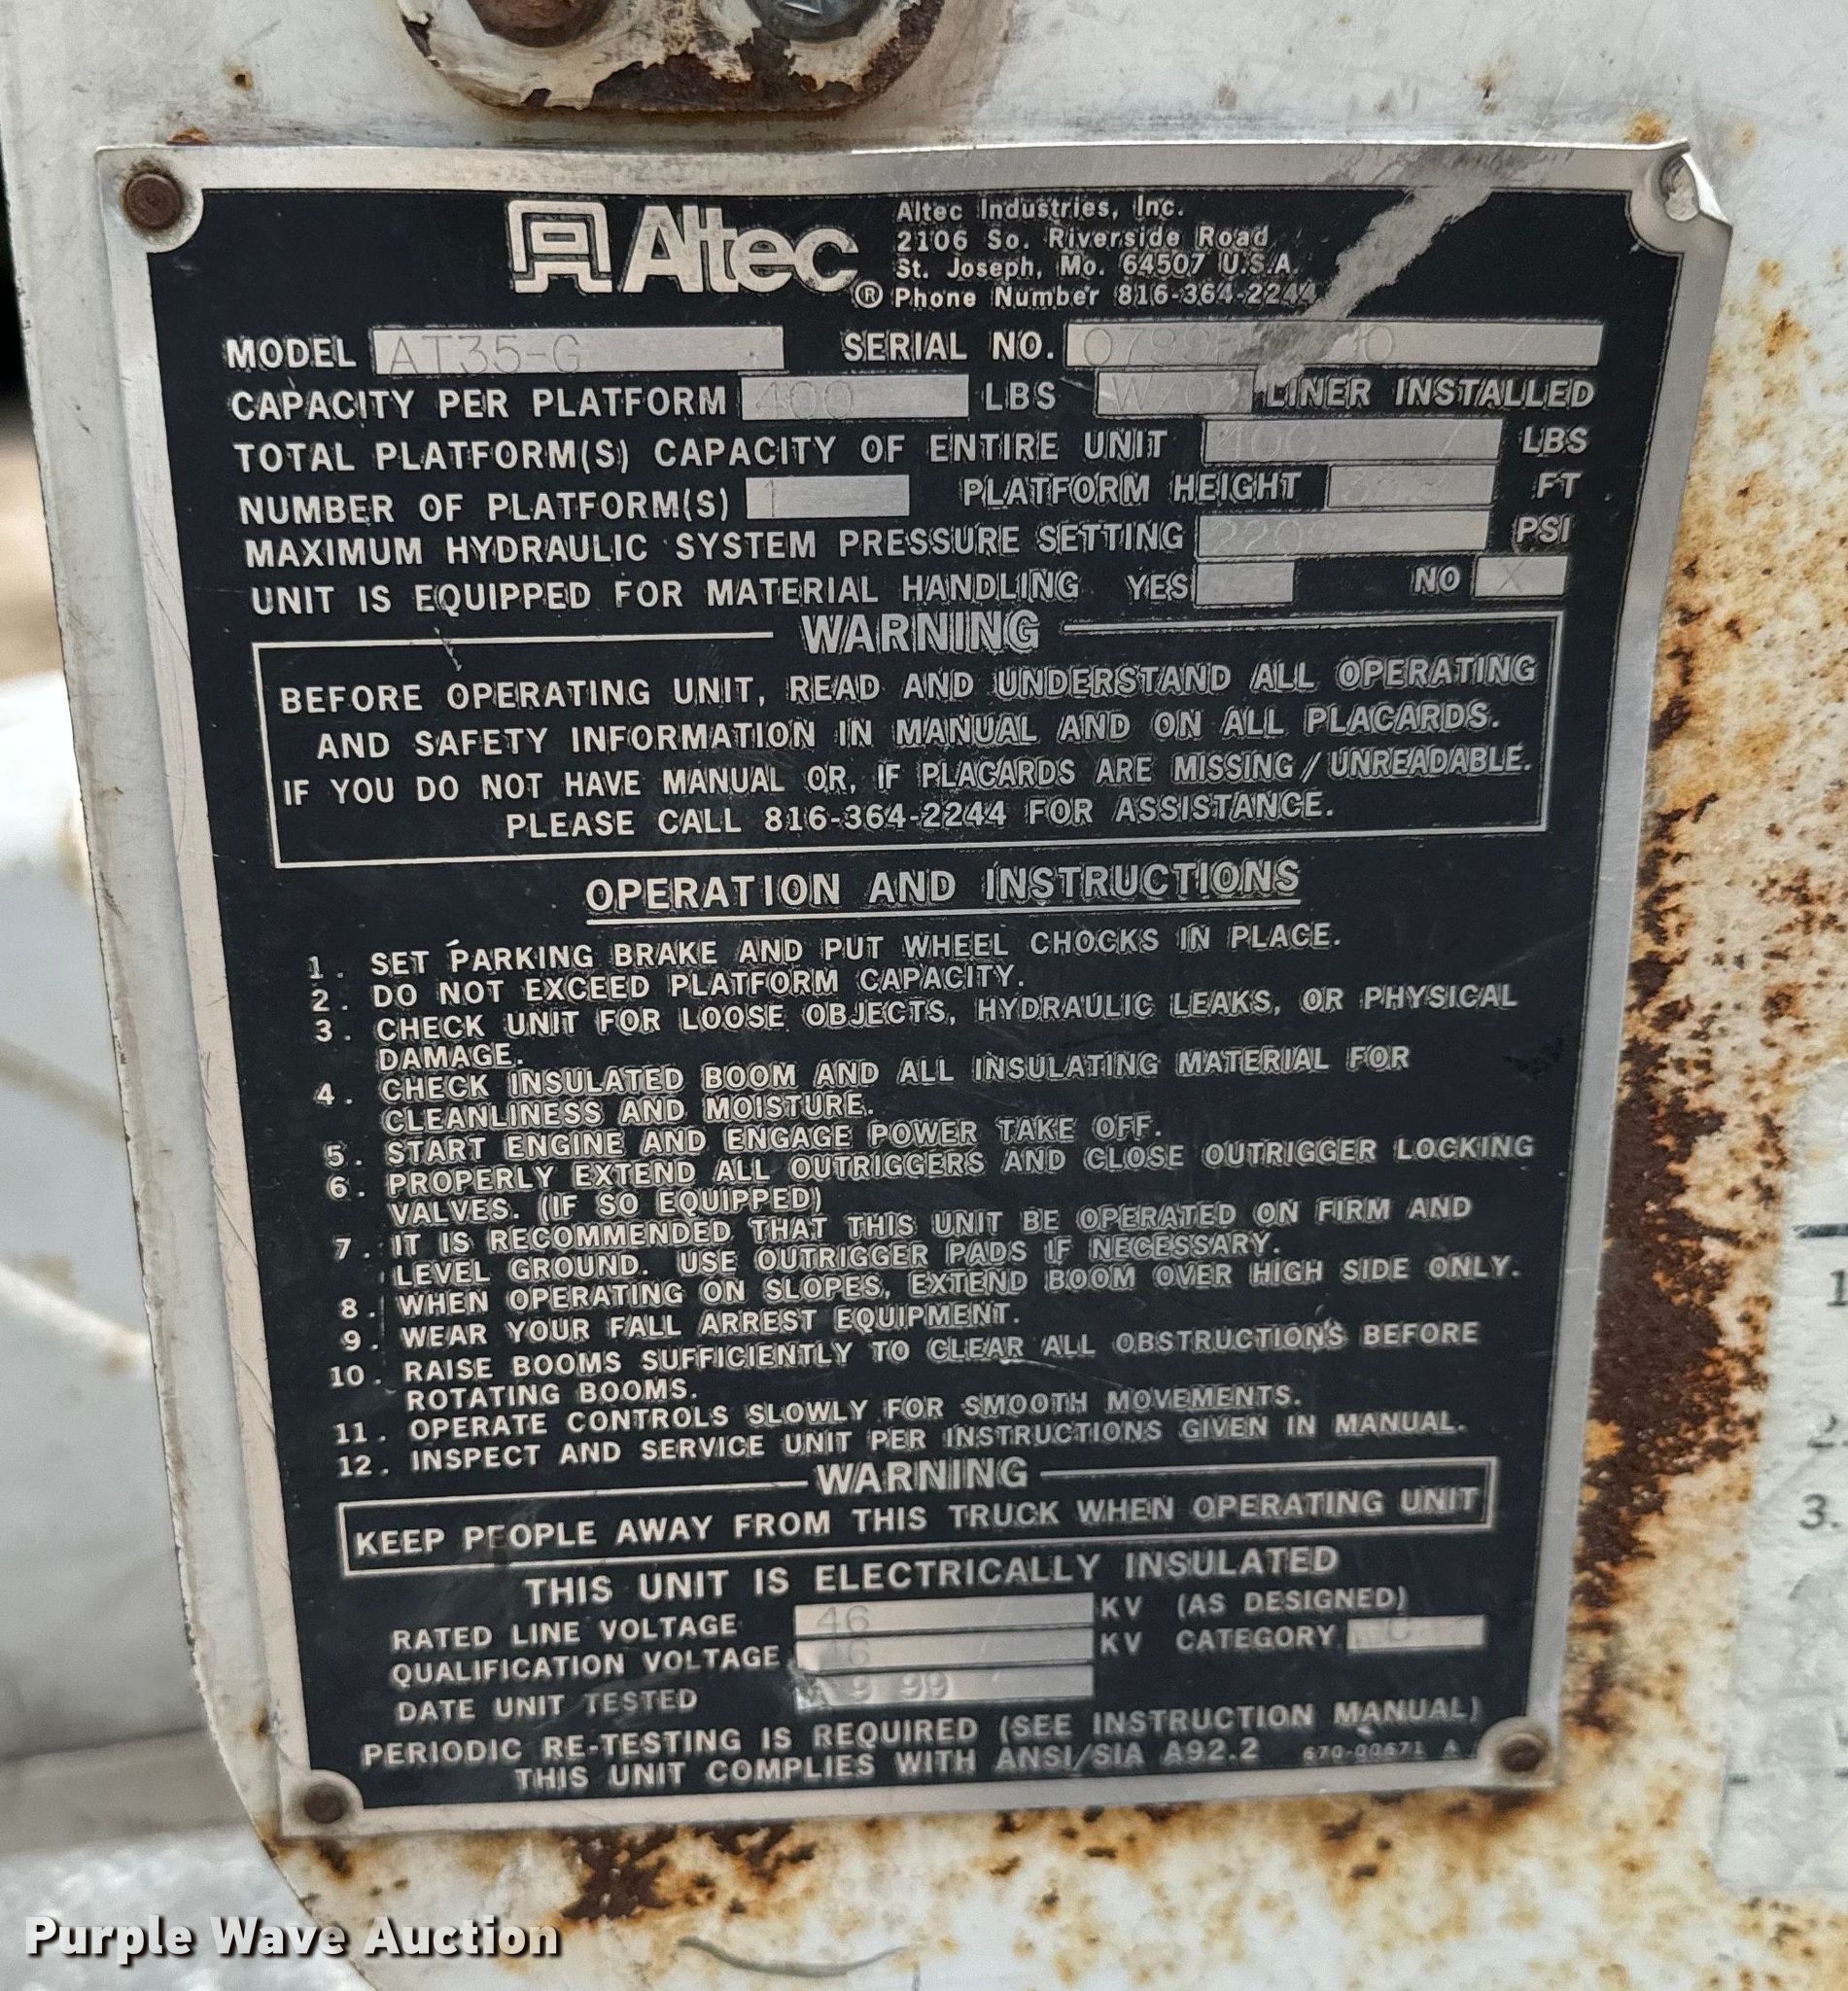 Altec®
Altec Industries, Inc.
2106 So. Riverside Road
St. Joseph, Mo. 64507 U.S.A.
Phone Number 816-364-2244
MODEL AT35-G SERIAL NO.
CAPACITY PER PLATFORM 400 LBS LINER INSTALLED
TOTAL PLATFORM(S) CAPACITY OF ENTIRE UNIT 400 LBS
NUMBER OF PLATFORM(S) 1 PLATFORM HEIGHT FT
MAXIMUM HYDRAULIC SYSTEM PRESSURE SETTING PSI
UNIT IS EQUIPPED FOR MATERIAL HANDLING YES NO X
WARNING
BEFORE OPERATING UNIT, READ AND UNDERSTAND ALL OPERATING
AND SAFETY INFORMATION IN MANUAL AND ON ALL PLACARDS.
IF YOU DO NOT HAVE MANUAL OR, IF PLACARDS ARE MISSING/UNREADABLE.
PLEASE CALL 816-364-2244 FOR ASSISTANCE.
OPERATION AND INSTRUCTIONS
1. SET PARKING BRAKE AND PUT WHEEL CHOCKS IN PLACE.
2. DO NOT EXCEED PLATFORM CAPACITY.
3. CHECK UNIT FOR LOOSE OBJECTS, HYDRAULIC LEAKS, OR PHYSICAL
DAMAGE.
4. CHECK INSULATED BOOM AND ALL INSULATING MATERIAL FOR
CLEANLINESS AND MOISTURE.
5. START ENGINE AND ENGAGE POWER TAKE OFF.
6. PROPERLY EXTEND ALL OUTRIGGERS AND CLOSE OUTRIGGER LOCKING
VALVES. (IF SO EQUIPPED)
7. IT IS RECOMMENDED THAT THIS UNIT BE OPERATED ON FIRM AND
LEVEL GROUND. USE OUTRIGGER PADS IF NECESSARY.
8. WHEN OPERATING ON SLOPES, EXTEND BOOM OVER HIGH SIDE ONLY.
9. WEAR YOUR FALL ARREST EQUIPMENT.
10. RAISE BOOMS SUFFICIENTLY TO CLEAR ALL OBSTRUCTIONS BEFORE
ROTATING BOOMS.
11. OPERATE CONTROLS SLOWLY FOR SMOOTH MOVEMENTS.
12. INSPECT AND SERVICE UNIT PER INSTRUCTIONS GIVEN IN MANUAL.
WARNING
KEEP PEOPLE AWAY FROM THIS TRUCK WHEN OPERATING UNIT
THIS UNIT IS ELECTRICALLY INSULATED
RATED LINE VOLTAGE 46 KV (AS DESIGNED)
QUALIFICATION VOLTAGE 46 KV CATEGORY C
DATE UNIT TESTED 9 99
PERIODIC RE-TESTING IS REQUIRED (SEE INSTRUCTION MANUAL)
THIS UNIT COMPLIES WITH ANSI/SIA A92.2 670-00671 A
1
2.
3.
Purple Wave Auction